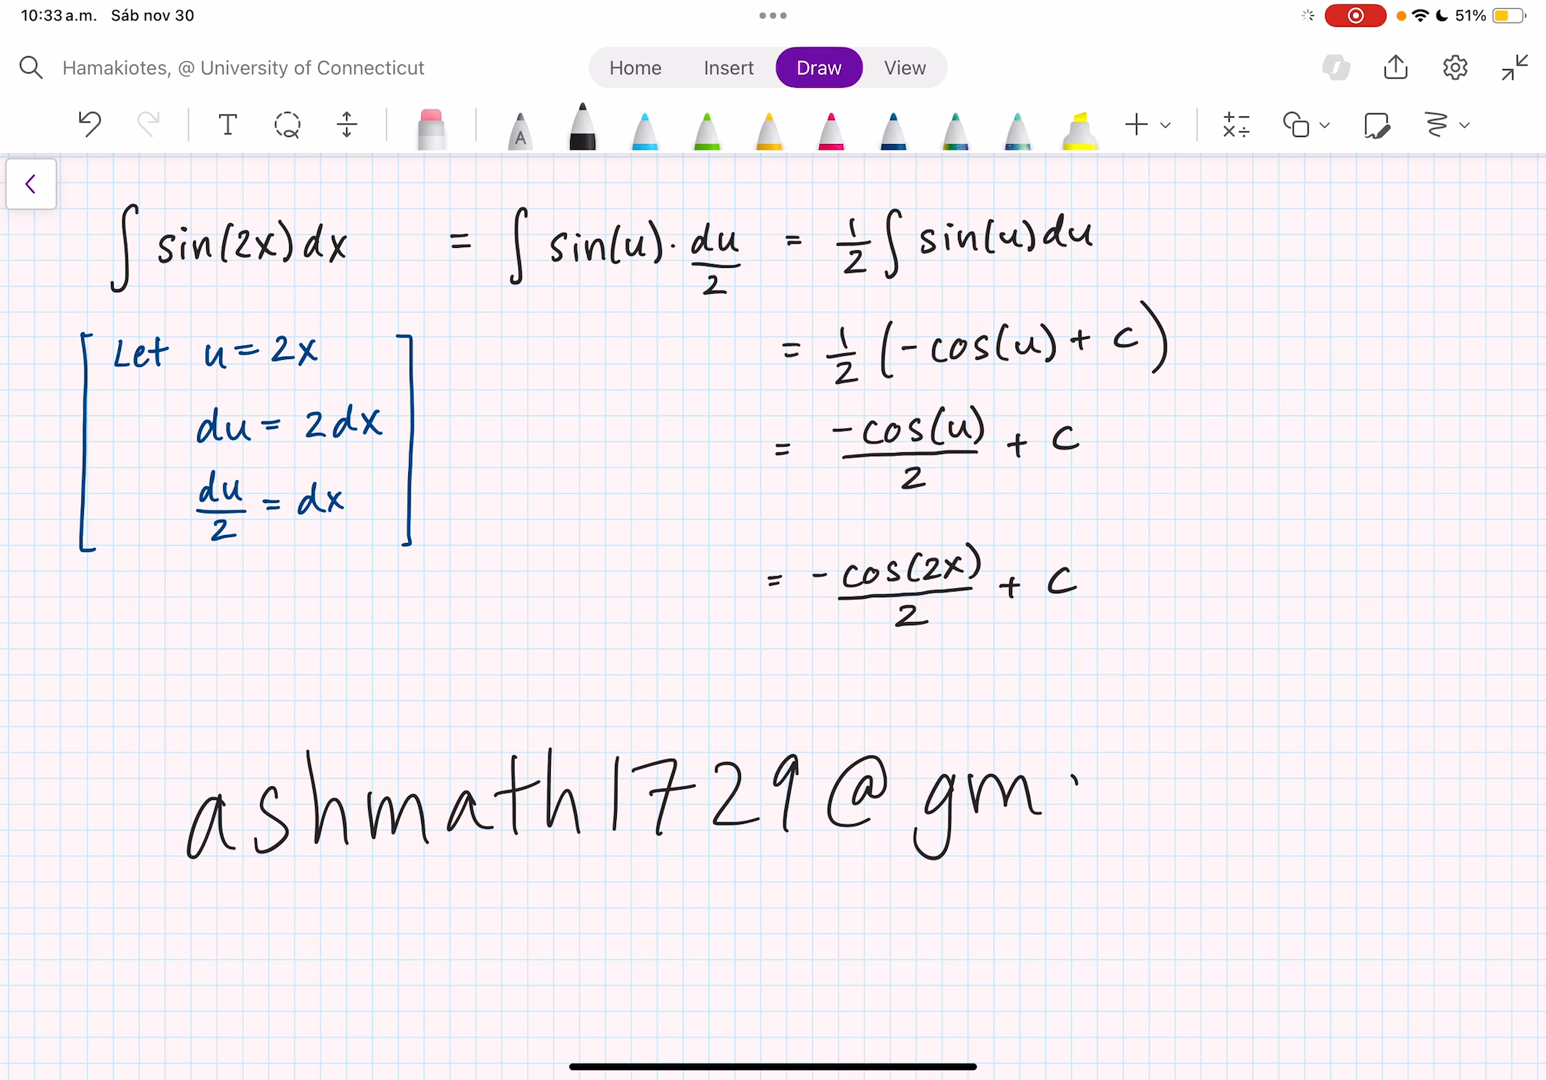 10:33 a.m. Sáb nov 30 51%
Hamakiotes, @ University of Connecticut Home Insert Draw View
T A
∫ sin(2x) dx = ∫ sin(u) · du/2 = 1/2 ∫ sin(u) du
Let u = 2x
du = 2dx
du/2 = dx
= 1/2 (-cos(u) + c)
= -cos(u)/2 + C
= -cos(2x)/2 + C
ashmath1729@gm